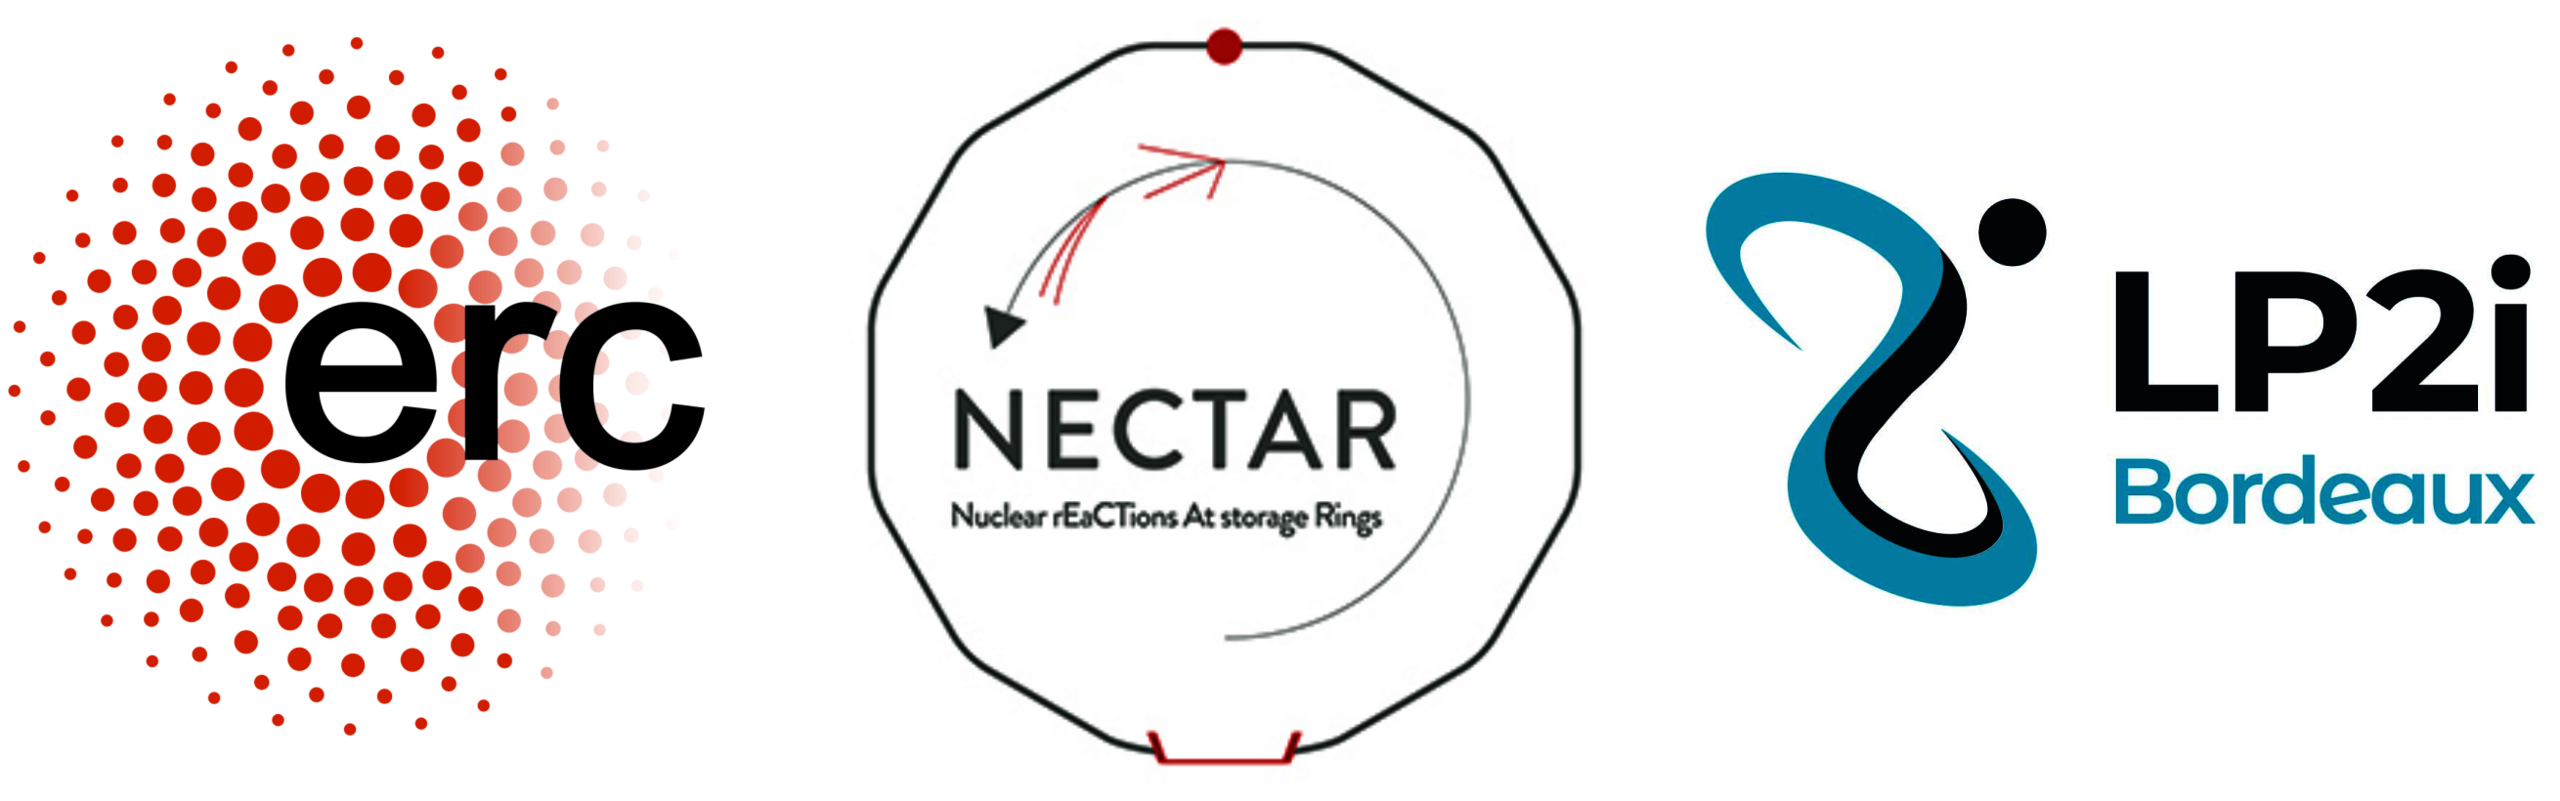 erc
NECTAR
Nuclear rEaCTions At storage Rings
LP2i
Bordeaux